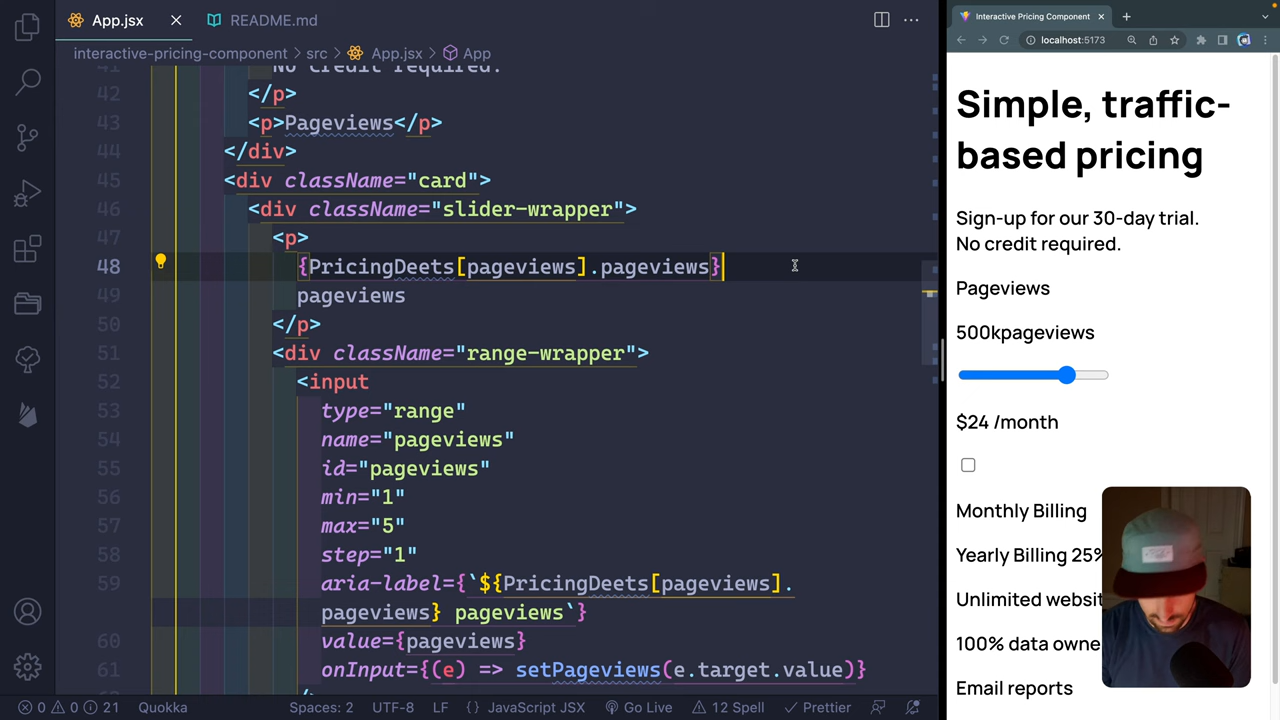 App.jsx
README.md
interactive-pricing-component > src > App.jsx > App
41 No credit required.
42 </p>
43 <p>Pageviews</p>
44 </div>
45 <div className="card">
46 <div className="slider-wrapper">
47 <p>
48 {PricingDeets[pageviews].pageviews}
49 pageviews
50 </p>
51 <div className="range-wrapper">
52 <input
53 type="range"
54 name="pageviews"
55 id="pageviews"
56 min="1"
57 max="5"
58 step="1"
59 aria-label={`${PricingDeets[pageviews].
pageviews} pageviews`}
60 value={pageviews}
61 onInput={(e) => setPageviews(e.target.value)}
/>
0 0 21 Quokka Spaces: 2 UTF-8 LF JavaScript JSX Go Live 12 Spell Prettier
Interactive Pricing Component
localhost:5173
Simple, traffic-
based pricing
Sign-up for our 30-day trial.
No credit required.
Pageviews
500kpageviews
$24 /month
Monthly Billing
Yearly Billing 25%
Unlimited websit
100% data owne
Email reports